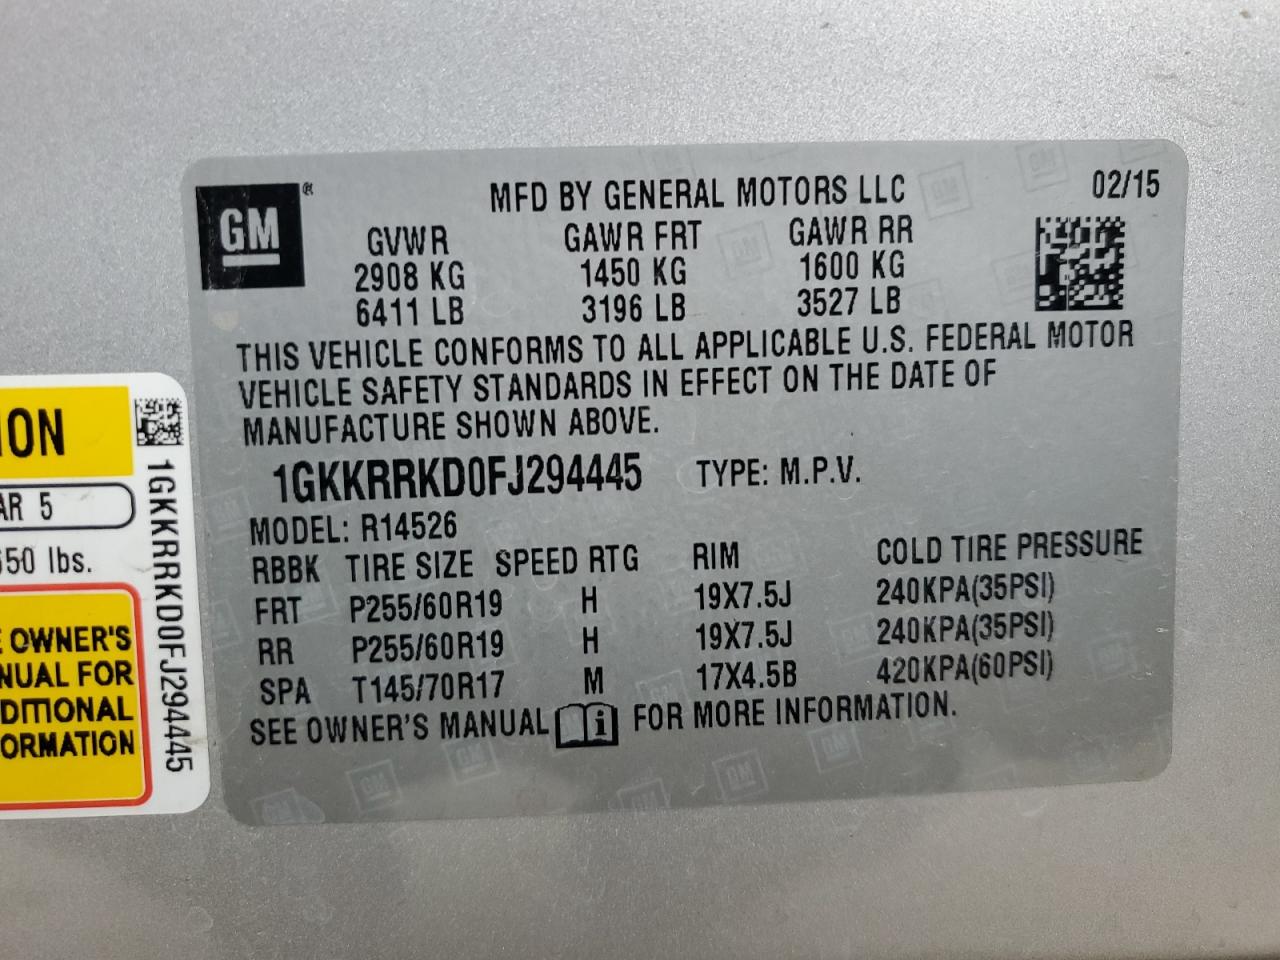 GM ®
MFD BY GENERAL MOTORS LLC 02/15
GVWR GAWR FRT GAWR RR
2908 KG 1450 KG 1600 KG
6411 LB 3196 LB 3527 LB
THIS VEHICLE CONFORMS TO ALL APPLICABLE U.S. FEDERAL MOTOR
VEHICLE SAFETY STANDARDS IN EFFECT ON THE DATE OF
MANUFACTURE SHOWN ABOVE.
1GKKRRKD0FJ294445 TYPE: M.P.V.
MODEL: R14526
RBBK TIRE SIZE SPEED RTG RIM COLD TIRE PRESSURE
FRT P255/60R19 H 19X7.5J 240KPA(35PSI)
RR P255/60R19 H 19X7.5J 240KPA(35PSI)
SPA T145/70R17 M 17X4.5B 420KPA(60PSI)
SEE OWNER'S MANUAL i FOR MORE INFORMATION.
ION
AR 5
50 lbs.
E OWNER'S
NUAL FOR
DITIONAL
ORMATION
1GKKRRKD0FJ294445